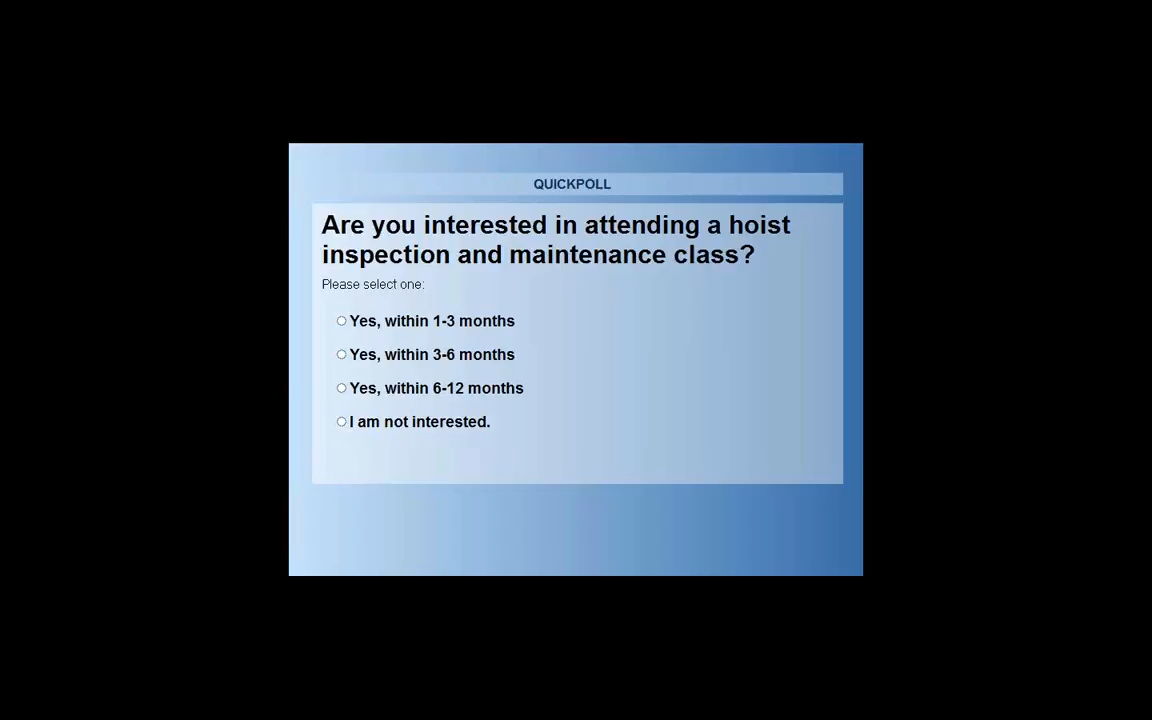 QUICKPOLL
Are you interested in attending a hoist
inspection and maintenance class?
Please select one:
Yes, within 1-3 months
Yes, within 3-6 months
Yes, within 6-12 months
I am not interested.